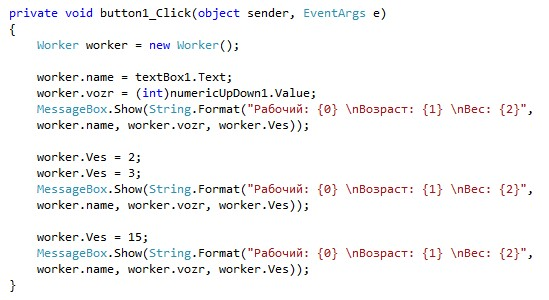 private void button1_Click(object sender, EventArgs e)
{
Worker worker = new Worker();
worker.name = textBox1.Text;
worker.vozr = (int)numericUpDown1.Value;
MessageBox.Show(String.Format("Рабочий: {0} \nВозраст: {1} \nВес: {2}",
worker.name, worker.vozr, worker.Ves));
worker.Ves = 2;
worker.Ves = 3;
MessageBox.Show(String.Format("Рабочий: {0} \nВозраст: {1} \nВес: {2}",
worker.name, worker.vozr, worker.Ves));
worker.Ves = 15;
MessageBox.Show(String.Format("Рабочий: {0} \nВозраст: {1} \nВес: {2}",
worker.name, worker.vozr, worker.Ves));
}